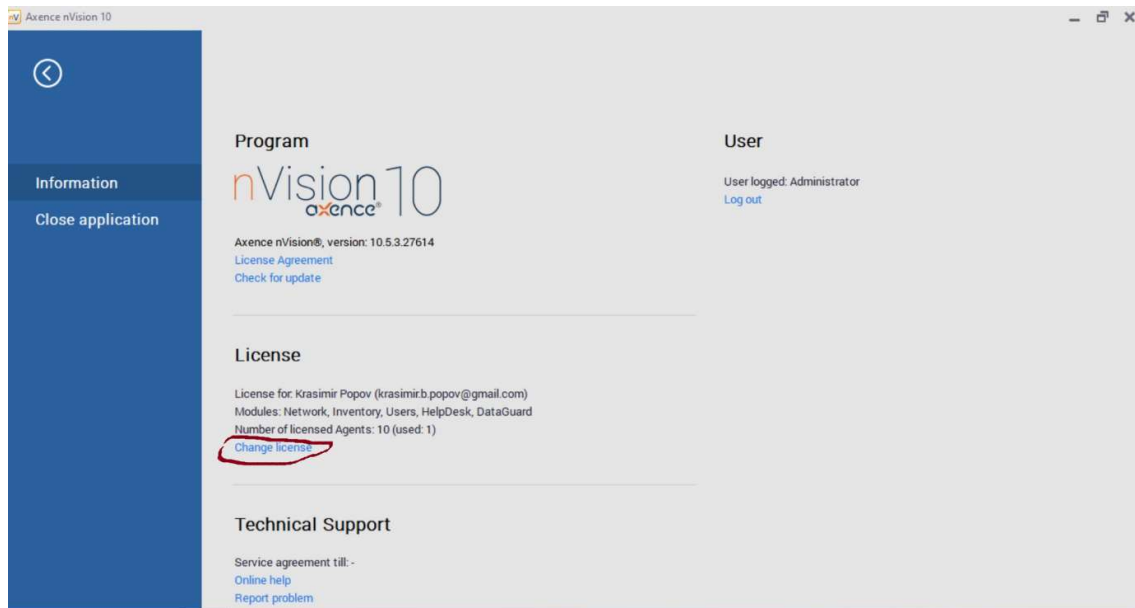 nV Axence nVision 10
Information
Close application
Program
nVision 10
axence®
Axence nVision®, version: 10.5.3.27614
License Agreement
Check for update
License
License for: Krasimir Popov (krasimir.b.popov@gmail.com)
Modules: Network, Inventory, Users, HelpDesk, DataGuard
Number of licensed Agents: 10 (used: 1)
Change license
Technical Support
Service agreement till: -
Online help
Report problem
User
User logged: Administrator
Log out